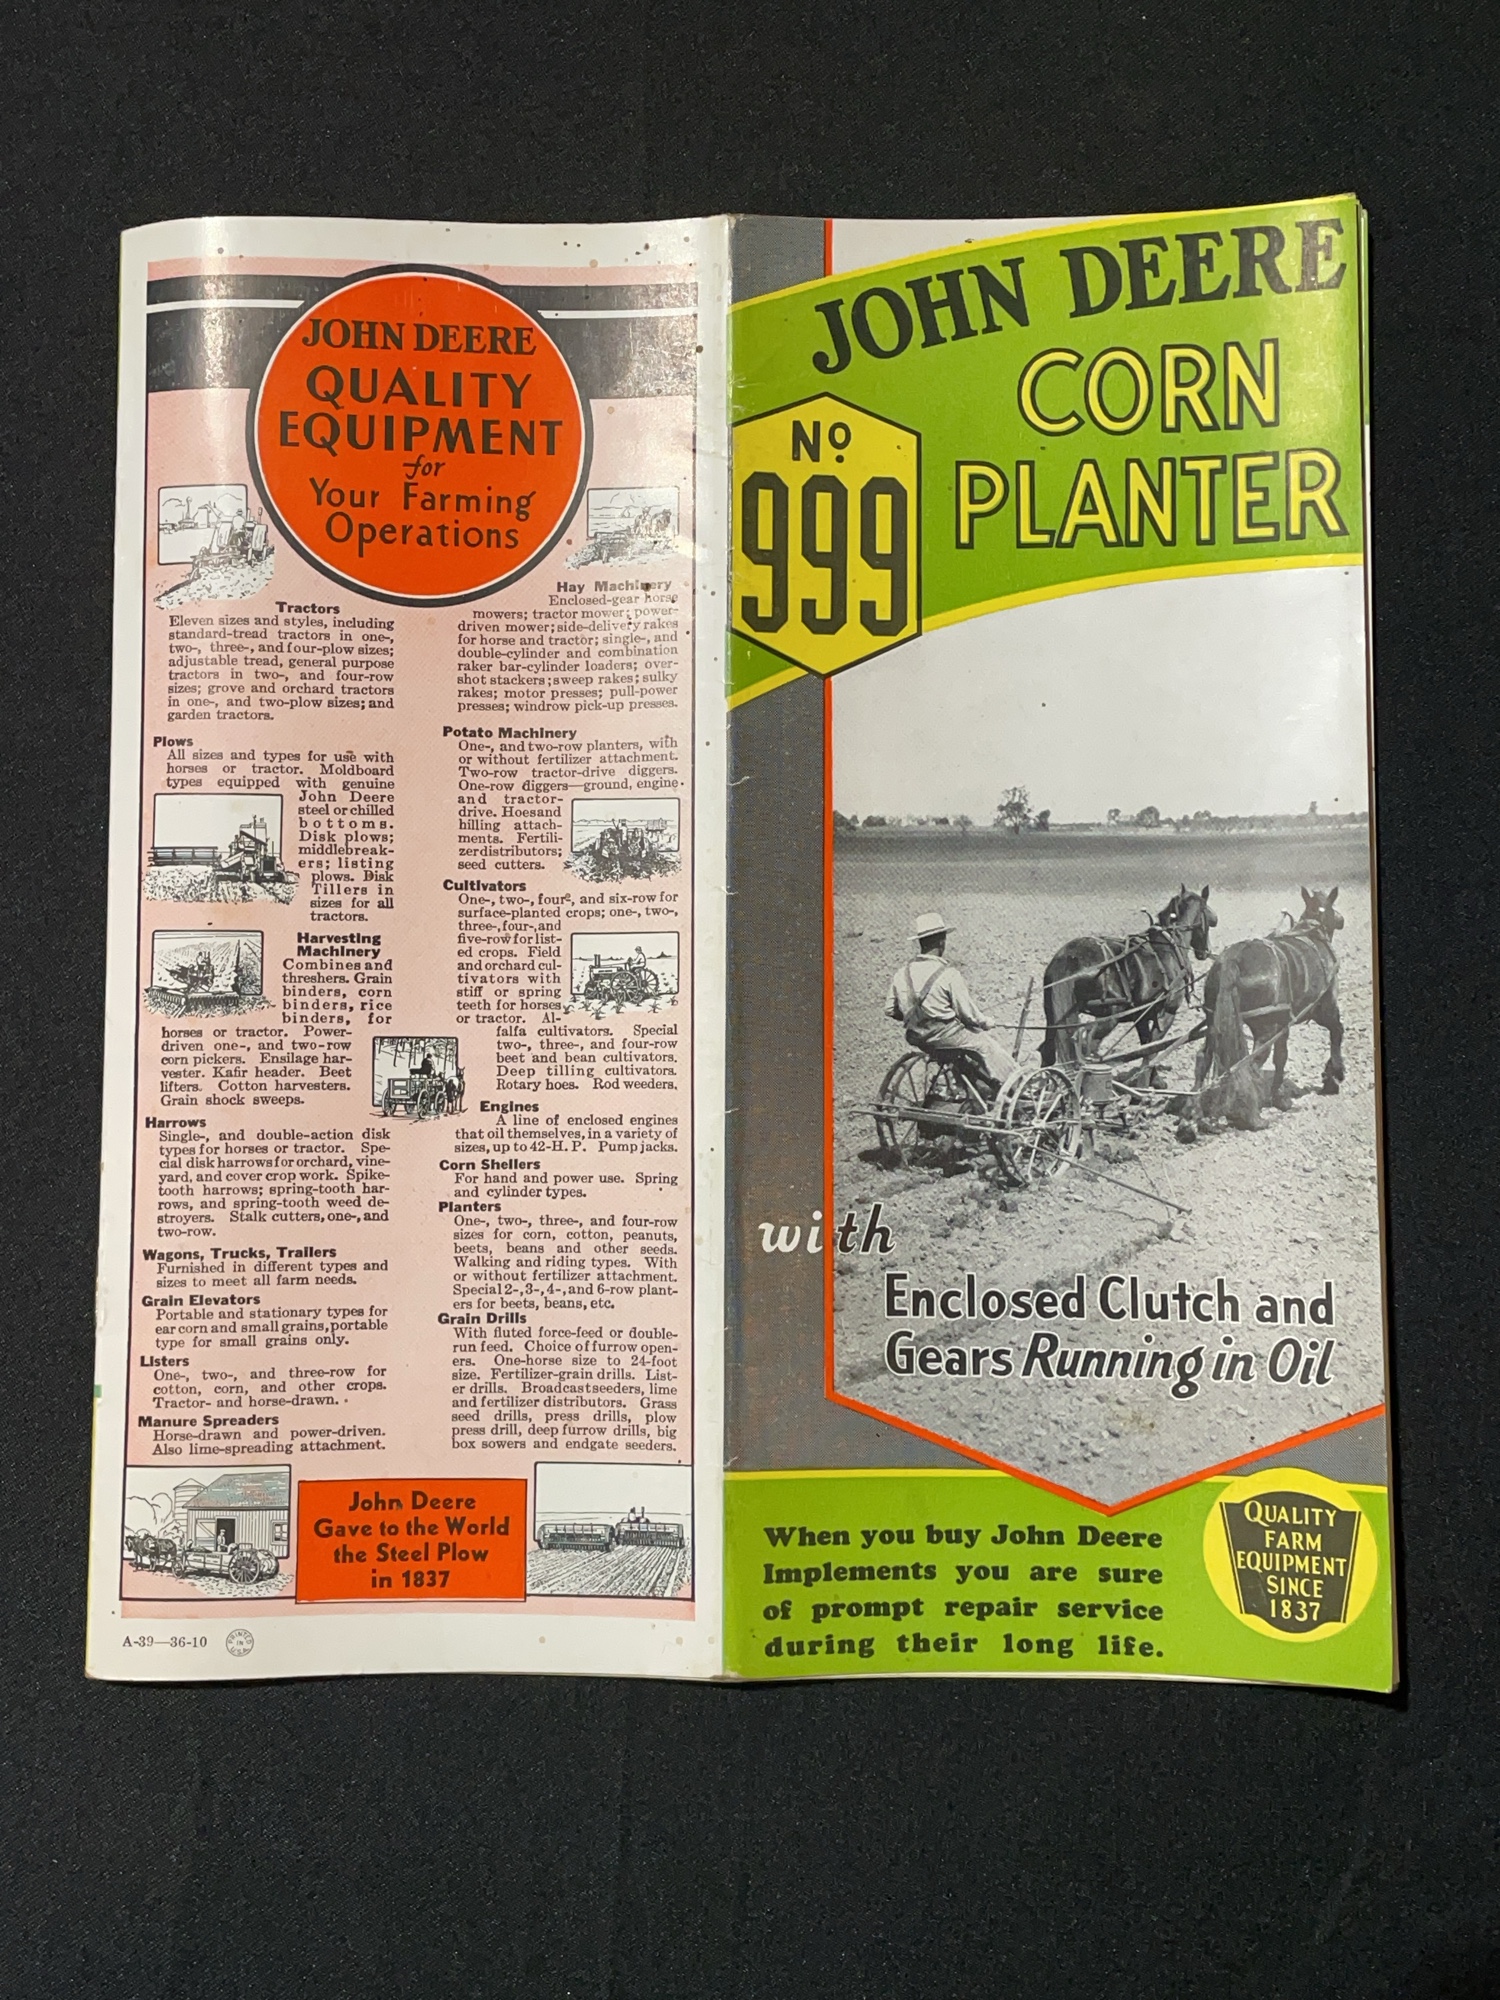 JOHN DEERE
QUALITY
EQUIPMENT
for
Your Farming
Operations
Tractors
Eleven sizes and styles, including
standard-tread tractors in one-,
two-, three-, and four-plow sizes;
adjustable tread, general purpose
tractors in two-, and four-row
sizes; grove and orchard tractors
in one-, and two-plow sizes; and
garden tractors.
Plows
All sizes and types for use with
horses or tractor. Moldboard
types equipped with genuine
John Deere
steel or chilled
bottoms.
Disk plows;
middlebreak-
ers; listing
plows. Disk
Tillers in
sizes for all
tractors.
Harvesting
Machinery
Combines and
threshers. Grain
binders, corn
binders, rice
binders, for
horses or tractor. Power-
driven one-, and two-row
corn pickers. Ensilage har-
vester. Kafir header. Beet
lifters. Cotton harvesters.
Grain shock sweeps.
Harrows
Single-, and double-action disk
types for horses or tractor. Spe-
cial disk harrows for orchard, vine-
yard, and cover crop work. Spike-
tooth harrows; spring-tooth har-
rows, and spring-tooth weed de-
stroyers. Stalk cutters, one-, and
two-row.
Wagons, Trucks, Trailers
Furnished in different types and
sizes to meet all farm needs.
Grain Elevators
Portable and stationary types for
ear corn and small grains, portable
type for small grains only.
Listers
One-, two-, and three-row for
cotton, corn, and other crops.
Tractor- and horse-drawn.
Manure Spreaders
Horse-drawn and power-driven.
Also lime-spreading attachment.
Hay Machinery
Enclosed-gear horse
mowers; tractor mower; power-
driven mower; side-delivery rakes
for horse and tractor; single-, and
double-cylinder and combination
raker bar-cylinder loaders; over-
shot stackers; sweep rakes; sulky
rakes; motor presses; pull-power
presses; windrow pick-up presses.
Potato Machinery
One-, and two-row planters, with
or without fertilizer attachment.
Two-row tractor-drive diggers.
One-row diggers—ground, engine-
and tractor-
drive. Hoes and
hilling attach-
ments. Fertili-
zer distributors;
seed cutters.
Cultivators
One-, two-, four-, and six-row for
surface-planted crops; one-, two-,
three-, four-, and
five-row for list-
ed crops. Field
and orchard cul-
tivators with
stiff or spring
teeth for horses
or tractor. Al-
falfa cultivators. Special
two-, three-, and four-row
beet and bean cultivators.
Deep tilling cultivators.
Rotary hoes. Rod weeders.
Engines
A line of enclosed engines
that oil themselves, in a variety of
sizes, up to 42-H. P. Pump jacks.
Corn Shellers
For hand and power use. Spring
and cylinder types.
Planters
One-, two-, three-, and four-row
sizes for corn, cotton, peanuts,
beets, beans and other seeds.
Walking and riding types. With
or without fertilizer attachment.
Special 2-, 3-, 4-, and 6-row plant-
ers for beets, beans, etc.
Grain Drills
With fluted force-feed or double-
run feed. Choice of furrow open-
ers. One-horse size to 24-foot
size. Fertilizer-grain drills. List-
er drills. Broadcast seeders, lime
and fertilizer distributors. Grass
seed drills, press drills, plow
press drill, deep furrow drills, big
box sowers and endgate seeders.
John Deere
Gave to the World
the Steel Plow
in 1837
A-39—36-10
PRINTED
IN
U.S.A.
JOHN DEERE
CORN
PLANTER
No
999
with
Enclosed Clutch and
Gears Running in Oil
When you buy John Deere
Implements you are sure
of prompt repair service
during their long life.
QUALITY
FARM
EQUIPMENT
SINCE
1837